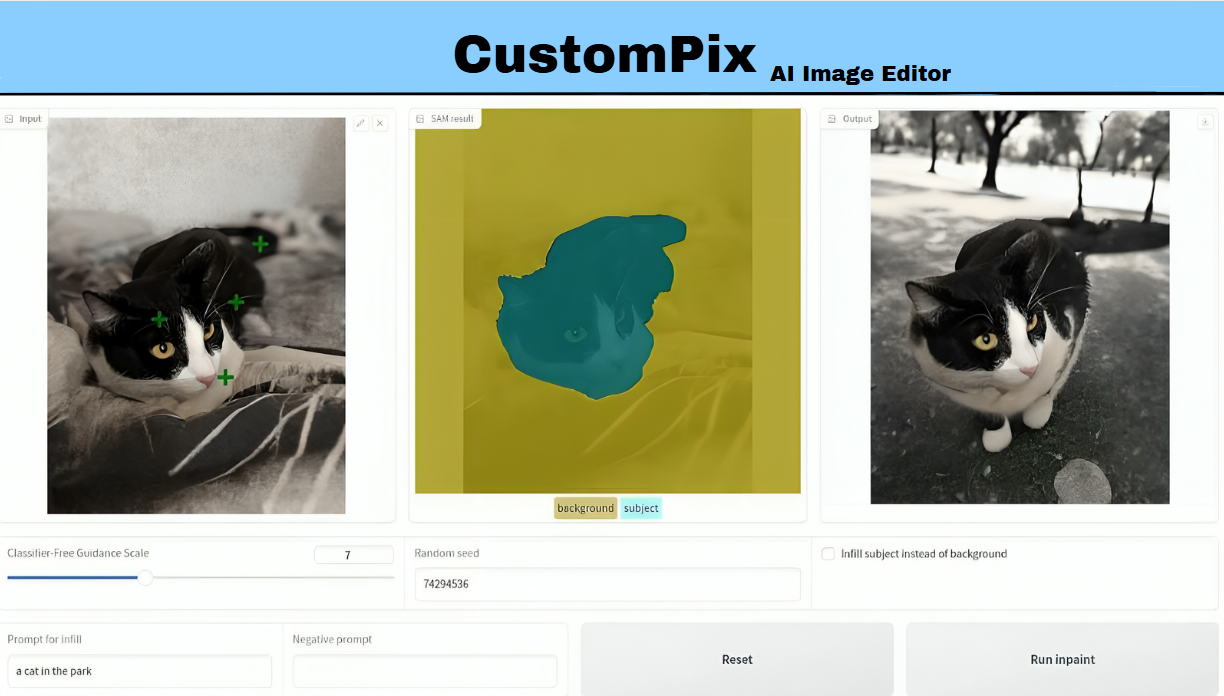 CustomPix AI Image Editor
Input
SAM result
Output
background subject
Classifier-Free Guidance Scale
7
Random seed
74294536
Infill subject instead of background
Prompt for infill
a cat in the park
Negative prompt
Reset
Run inpaint